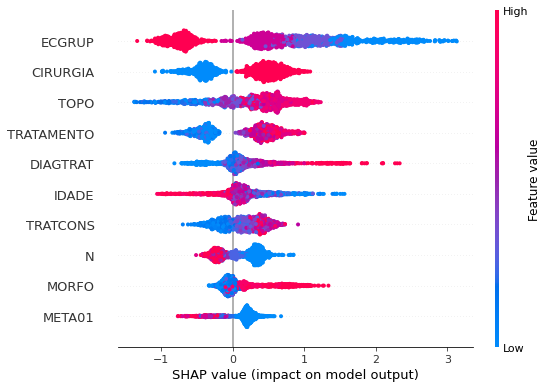 High
ECGRUP
CIRURGIA
TOPO
TRATAMENTO
DIAGTRAT
IDADE
TRATCONS
N
MORFO
META01
Feature value
Low
−1 0 1 2 3
SHAP value (impact on model output)